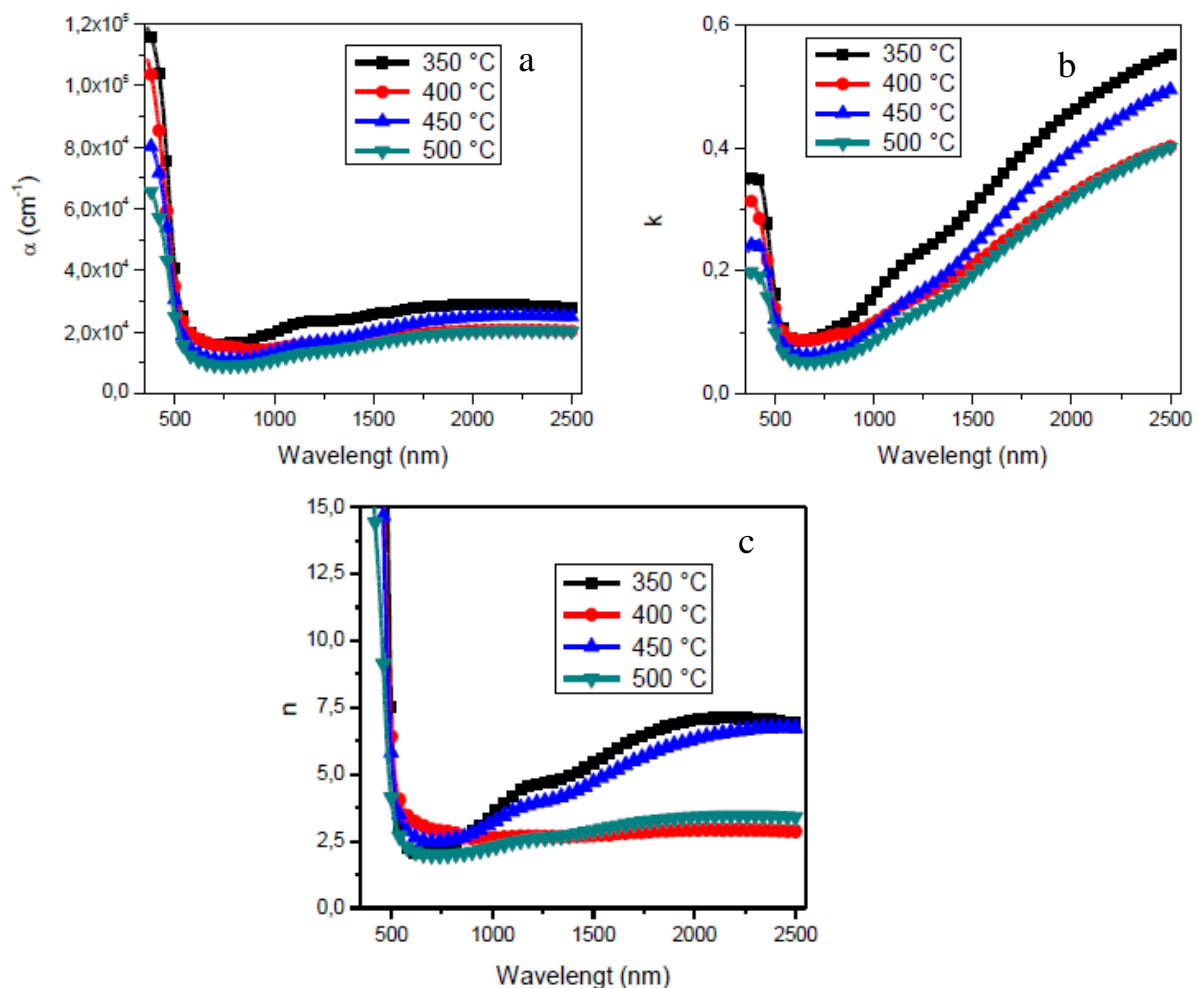 1,2x10⁵
1,0x10⁵
8,0x10⁴
6,0x10⁴
4,0x10⁴
2,0x10⁴
0,0
α (cm⁻¹)
350 °C
400 °C
450 °C
500 °C
a
500 1000 1500 2000 2500
Wavelengt (nm)
0,6
0,4
0,2
0,0
k
350 °C
400 °C
450 °C
500 °C
b
500 1000 1500 2000 2500
Wavelengt (nm)
15,0
12,5
10,0
7,5
5,0
2,5
0,0
n
350 °C
400 °C
450 °C
500 °C
c
500 1000 1500 2000 2500
Wavelengt (nm)